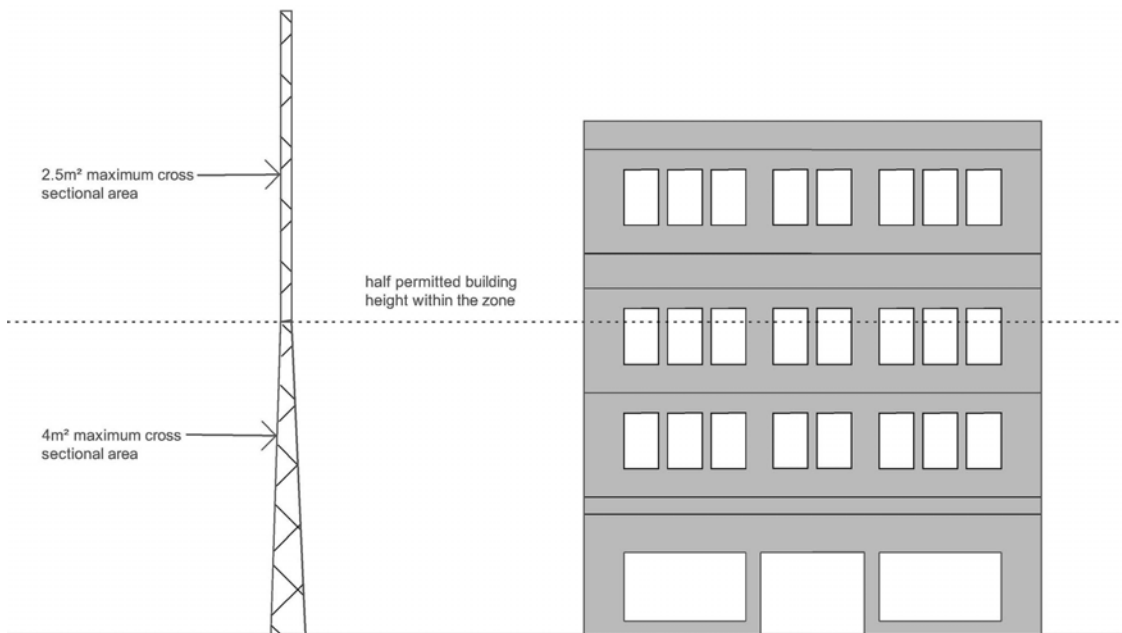 2.5m² maximum cross
sectional area
half permitted building
height within the zone
4m² maximum cross
sectional area